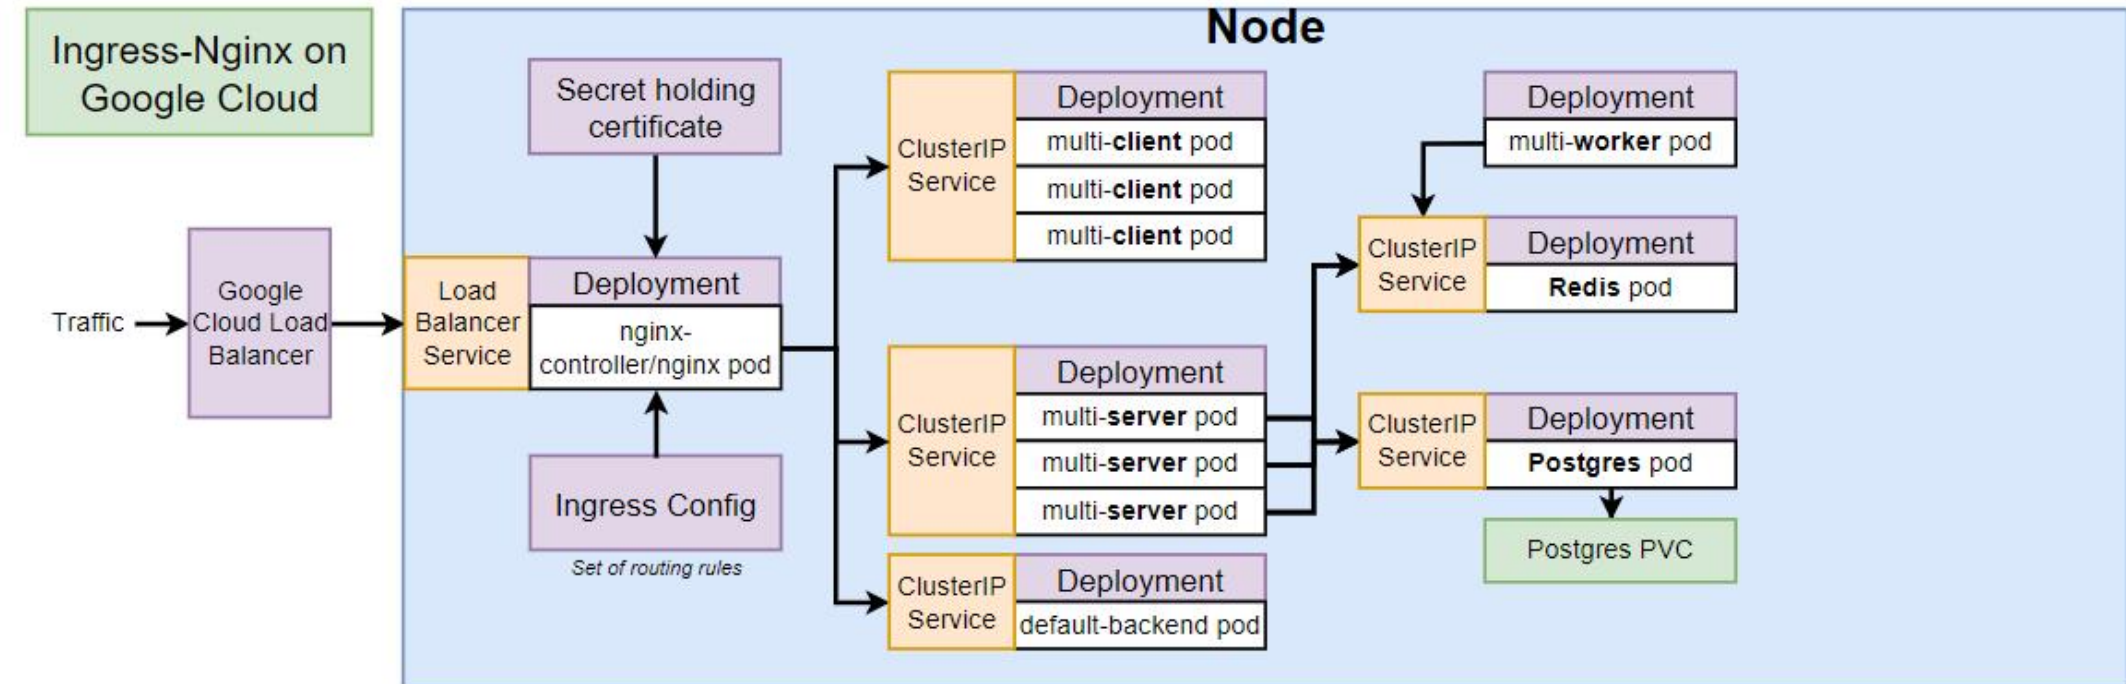 Ingress-Nginx on
Google Cloud
Node
Traffic
Google
Cloud Load
Balancer
Load
Balancer
Service
Secret holding
certificate
Deployment
nginx-
controller/nginx pod
Ingress Config
Set of routing rules
ClusterIP
Service
Deployment
multi-client pod
multi-client pod
multi-client pod
ClusterIP
Service
Deployment
multi-server pod
multi-server pod
multi-server pod
ClusterIP
Service
Deployment
default-backend pod
Deployment
multi-worker pod
ClusterIP
Service
Deployment
Redis pod
ClusterIP
Service
Deployment
Postgres pod
Postgres PVC